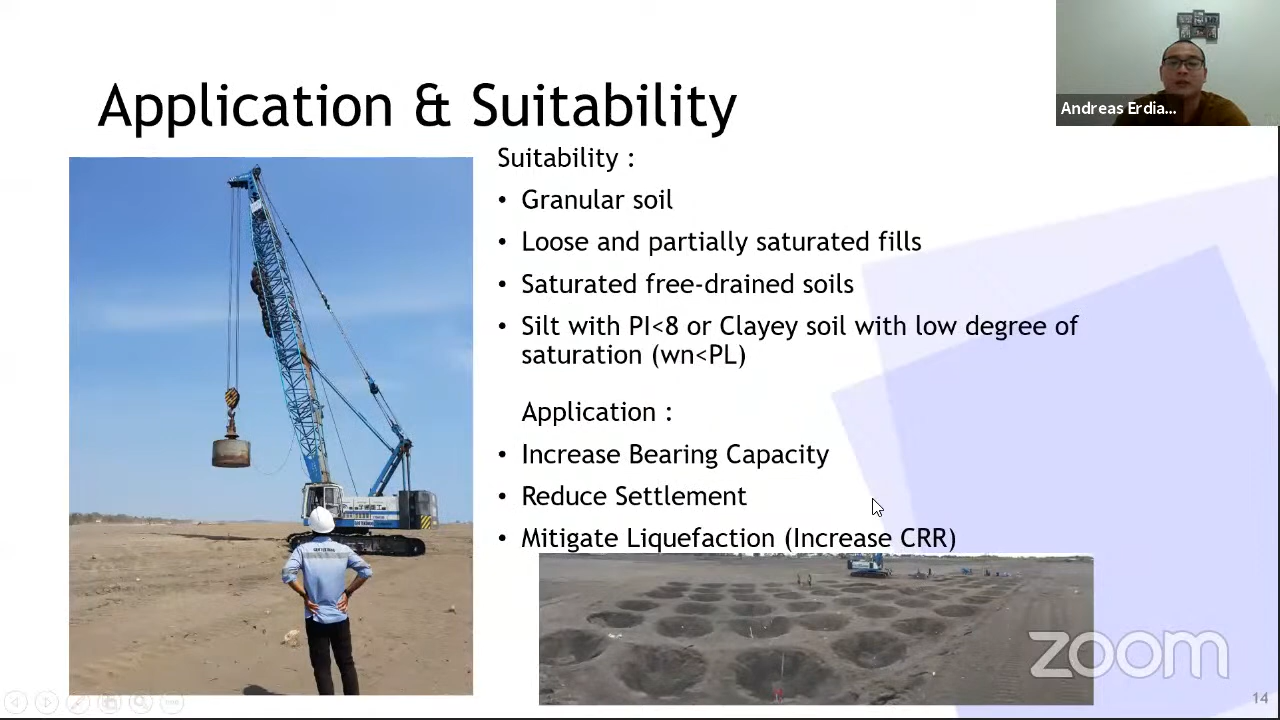 Application & Suitability
Andreas Erdia...
Suitability :
• Granular soil
• Loose and partially saturated fills
• Saturated free-drained soils
• Silt with PI<8 or Clayey soil with low degree of
saturation (wn<PL)
Application :
• Increase Bearing Capacity
• Reduce Settlement
• Mitigate Liquefaction (Increase CRR)
zoom
14